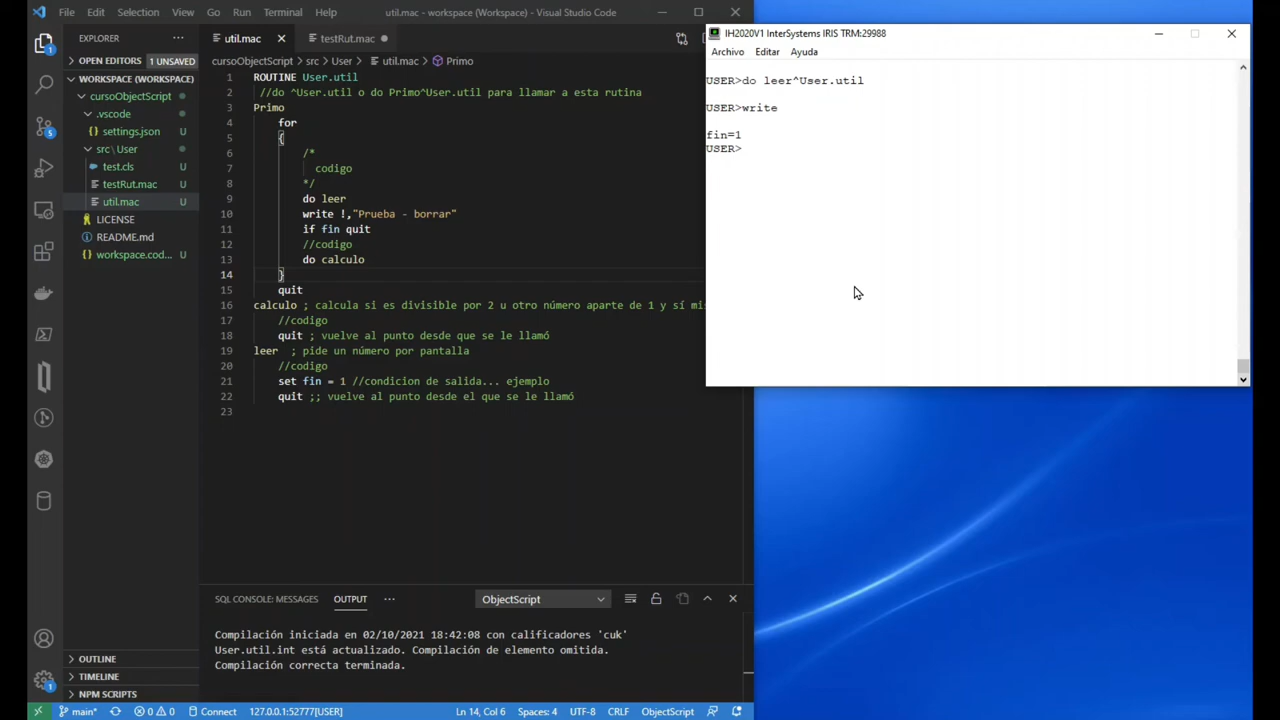 File Edit Selection View Go Run Terminal Help util.mac - workspace (Workspace) - Visual Studio Code
EXPLORER
OPEN EDITORS 1 UNSAVED
WORKSPACE (WORKSPACE)
cursoObjectScript
.vscode
settings.json U
src\User
test.cls U
testRut.mac U
util.mac U
LICENSE
README.md
workspace.cod... U
OUTLINE
TIMELINE
NPM SCRIPTS
util.mac
testRut.mac
cursoObjectScript > src > User > util.mac > Primo
1 ROUTINE User.util
2 //do ^User.util o do Primo^User.util para llamar a esta rutina
3 Primo
4 for
5 {
6 /*
7 codigo
8 */
9 do leer
10 write !,"Prueba - borrar"
11 if fin quit
12 //codigo
13 do calculo
14 }
15 quit
16 calculo ; calcula si es divisible por 2 u otro número aparte de 1 y sí mis
17 //codigo
18 quit ; vuelve al punto desde que se le llamó
19 leer ; pide un número por pantalla
20 //codigo
21 set fin = 1 //condicion de salida... ejemplo
22 quit ;; vuelve al punto desde el que se le llamó
23
SQL CONSOLE: MESSAGES OUTPUT ... ObjectScript
Compilación iniciada en 02/10/2021 18:42:08 con calificadores 'cuk'
User.util.int está actualizado. Compilación de elemento omitida.
Compilación correcta terminada.
main* 0 0 Connect 127.0.0.1:52777[USER] Ln 14, Col 6 Spaces: 4 UTF-8 CRLF ObjectScript
IH2020V1 InterSystems IRIS TRM:29988
Archivo Editar Ayuda
USER>do leer^User.util
USER>write
fin=1
USER>